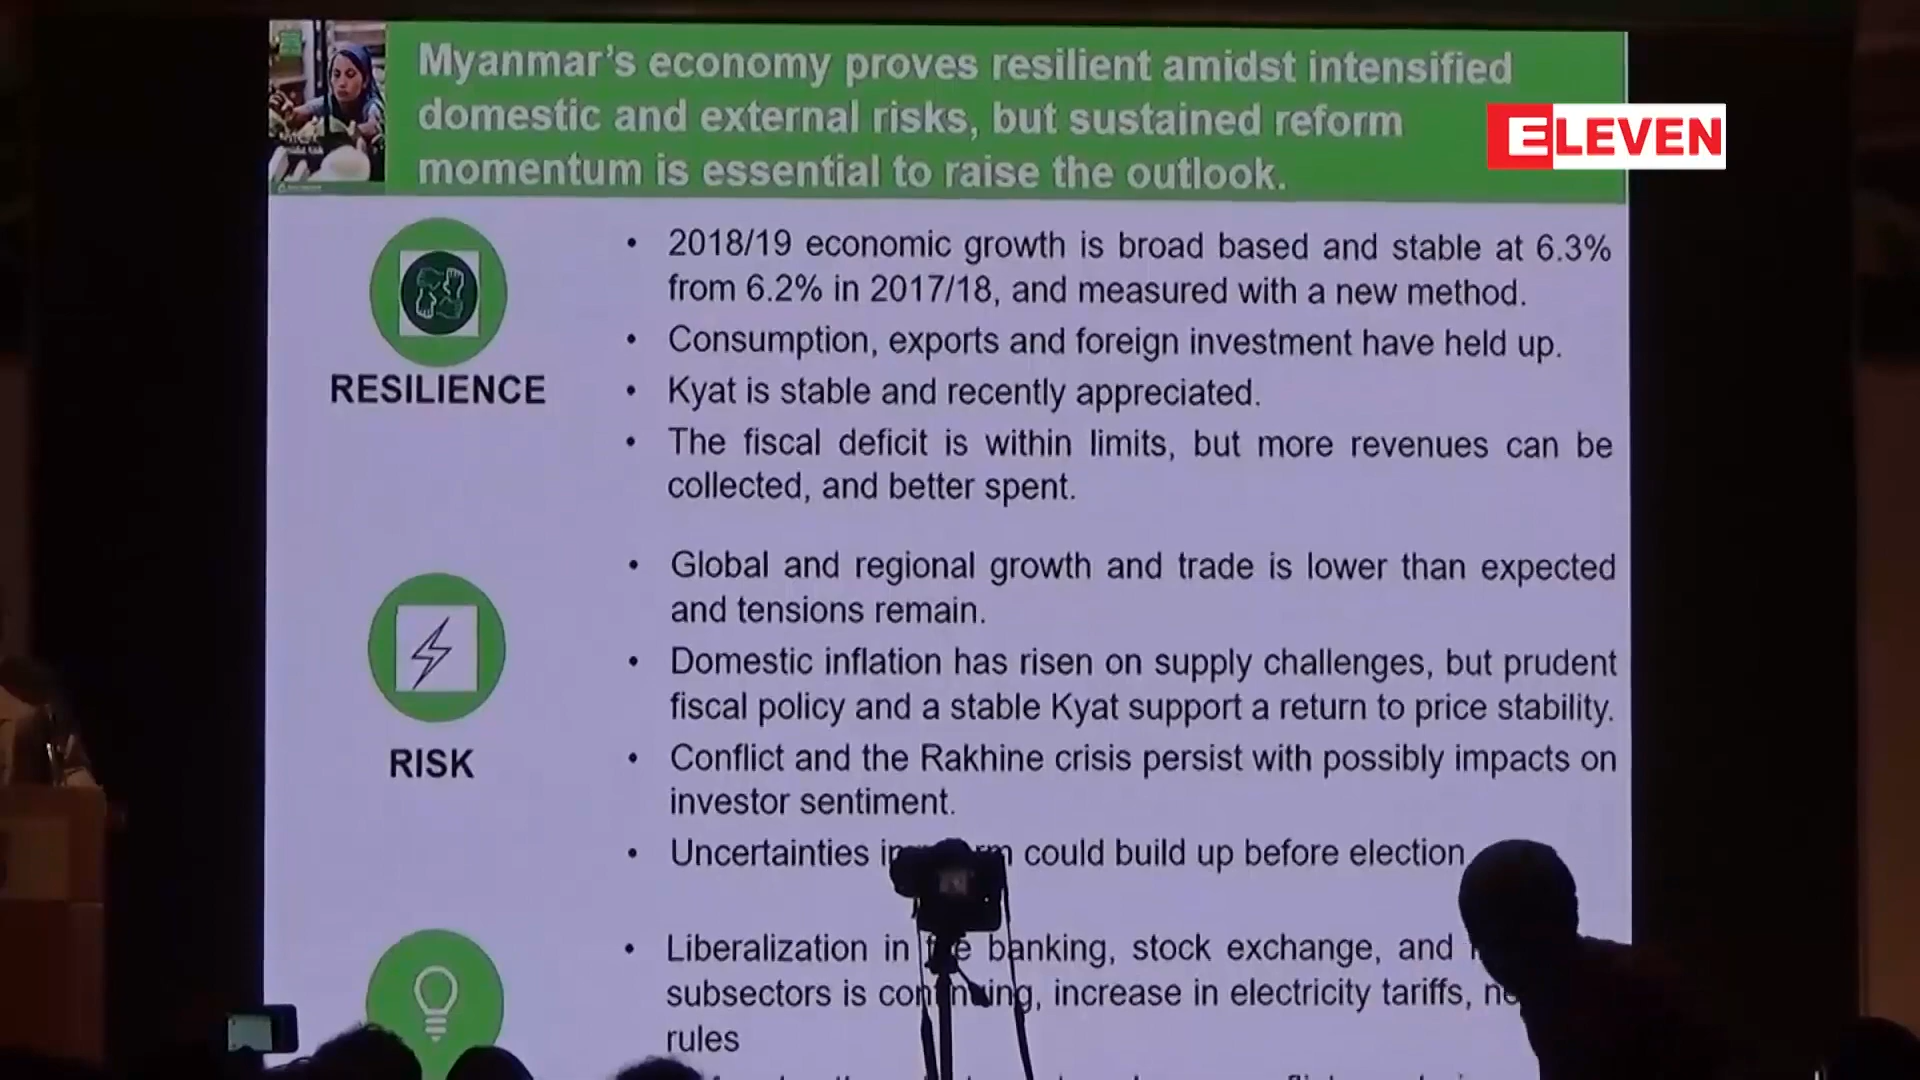 Myanmar's economy proves resilient amidst intensified
domestic and external risks, but sustained reform
momentum is essential to raise the outlook.
ELEVEN
• 2018/19 economic growth is broad based and stable at 6.3%
from 6.2% in 2017/18, and measured with a new method.
• Consumption, exports and foreign investment have held up.
• Kyat is stable and recently appreciated.
• The fiscal deficit is within limits, but more revenues can be
collected, and better spent.
RESILIENCE
• Global and regional growth and trade is lower than expected
and tensions remain.
• Domestic inflation has risen on supply challenges, but prudent
fiscal policy and a stable Kyat support a return to price stability.
• Conflict and the Rakhine crisis persist with possibly impacts on
investor sentiment.
• Uncertainties could build up before election
RISK
• Liberalization in the banking, stock exchange, and
subsectors is continuing, increase in electricity tariffs,
rules